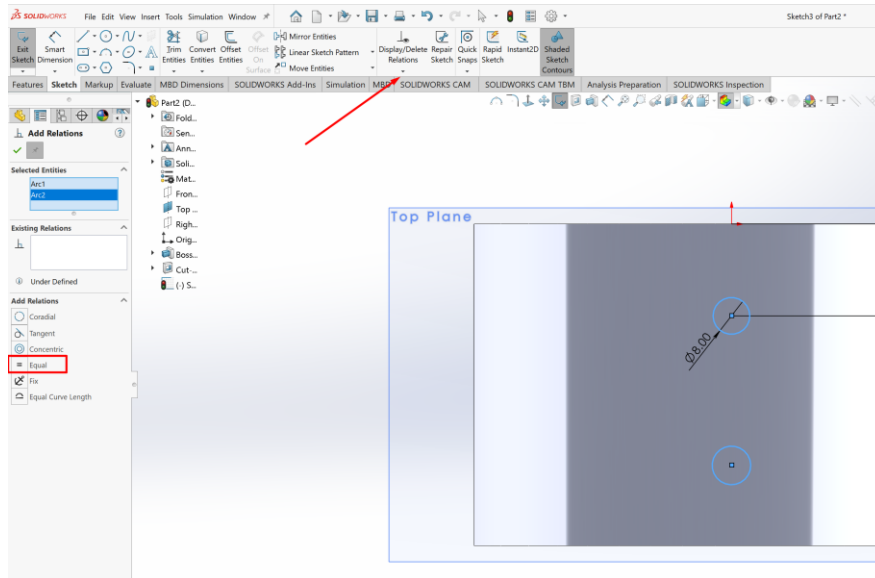 SOLIDWORKS File Edit View Insert Tools Simulation Window Sketch3 of Part2 *
Exit Sketch
Smart Dimension
Trim Entities
Convert Entities
Offset Entities
Offset On Surface
Mirror Entities
Linear Sketch Pattern
Move Entities
Display/Delete Relations
Repair Sketch
Quick Snaps
Rapid Sketch
Instant2D
Shaded Sketch Contours
Features Sketch Markup Evaluate MBD Dimensions SOLIDWORKS Add-Ins Simulation MBD SOLIDWORKS CAM SOLIDWORKS CAM TBM Analysis Preparation SOLIDWORKS Inspection
Add Relations
Selected Entities
Arc1
Arc2
Existing Relations
Under Defined
Add Relations
Coradial
Tangent
Concentric
Equal
Fix
Equal Curve Length
Part2 (D...
Fold...
Sen...
Ann...
Soli...
Mat...
Fron...
Top ...
Righ...
Orig...
Boss...
Cut-...
(-) S...
Top Plane
Ø8.00